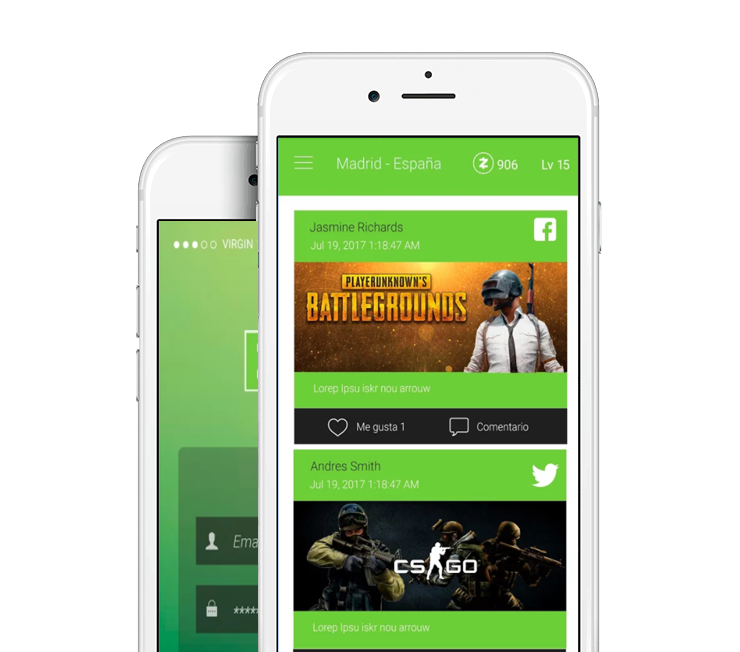 Madrid - España
906
Lv 15
Jasmine Richards
Jul 19, 2017 1:18:47 AM
PLAYERUNKNOWN'S
BATTLEGROUNDS
Lorep Ipsu iskr nou arrouw
Me gusta 1
Comentario
Andres Smith
Jul 19, 2017 1:18:47 AM
CS GO
Lorep Ipsu iskr nou arrouw
VIRGIN
Ema
*****